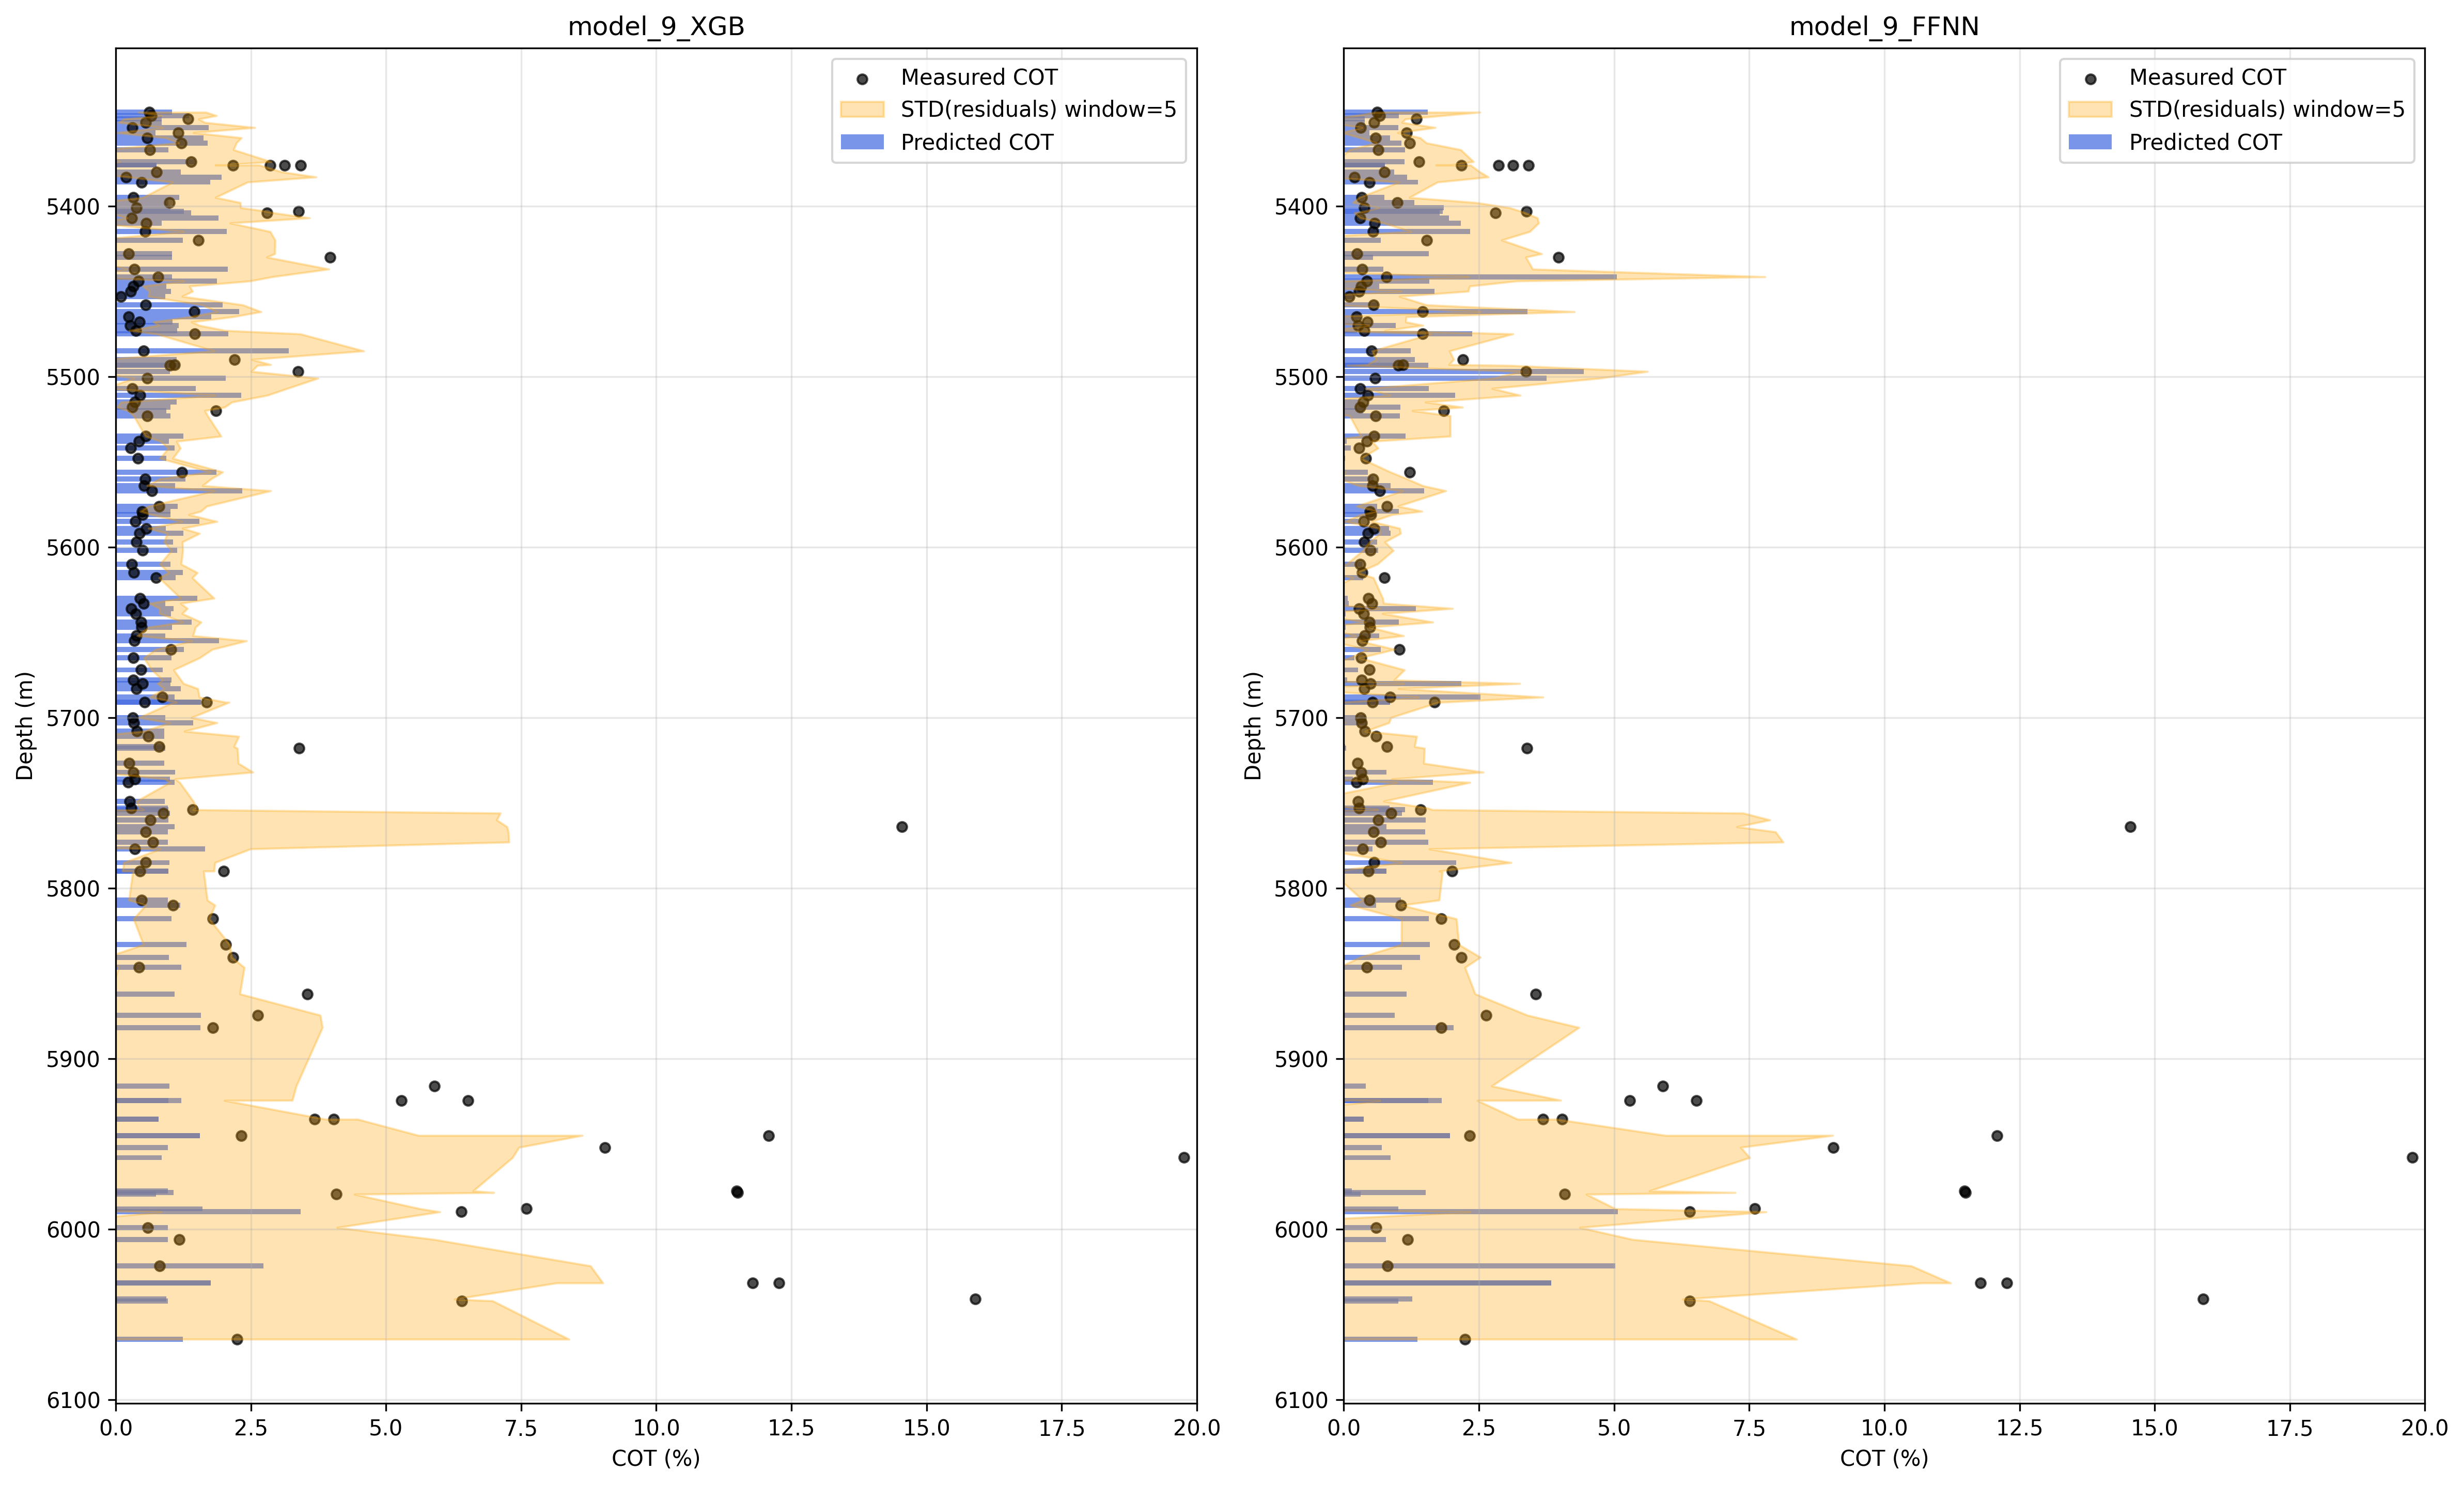 model_9_XGB
Measured COT
STD(residuals) window=5
Predicted COT
Depth (m)
5400
5500
5600
5700
5800
5900
6000
6100
0.0 2.5 5.0 7.5 10.0 12.5 15.0 17.5 20.0
COT (%)
model_9_FFNN
Measured COT
STD(residuals) window=5
Predicted COT
Depth (m)
5400
5500
5600
5700
5800
5900
6000
6100
0.0 2.5 5.0 7.5 10.0 12.5 15.0 17.5 20.0
COT (%)